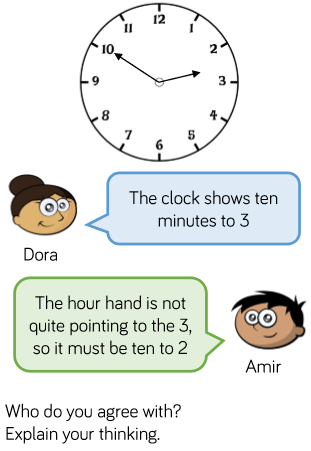 12
11
1
10
2
9
3
8
4
7
5
6
The clock shows ten
minutes to 3
Dora
The hour hand is not
quite pointing to the 3,
so it must be ten to 2
Amir
Who do you agree with?
Explain your thinking.